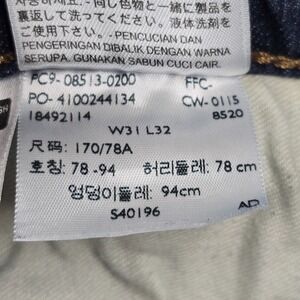 返して洗ってください。液体洗剤を
ご使用下さい。- PENCUCIAN DAN
PENGERINGAN DIBALIK DENGAN WARNA
SERUPA. GUNAKAN SABUN CUCI CAIR.
PC9-08513-0200 FFC-
PO-4100244134 CW-0115
18492114 8520
W31 L32
尺码: 170/78A
호칭: 78-94 허리둘레: 78 cm
엉덩이둘레: 94cm
S40196 AD